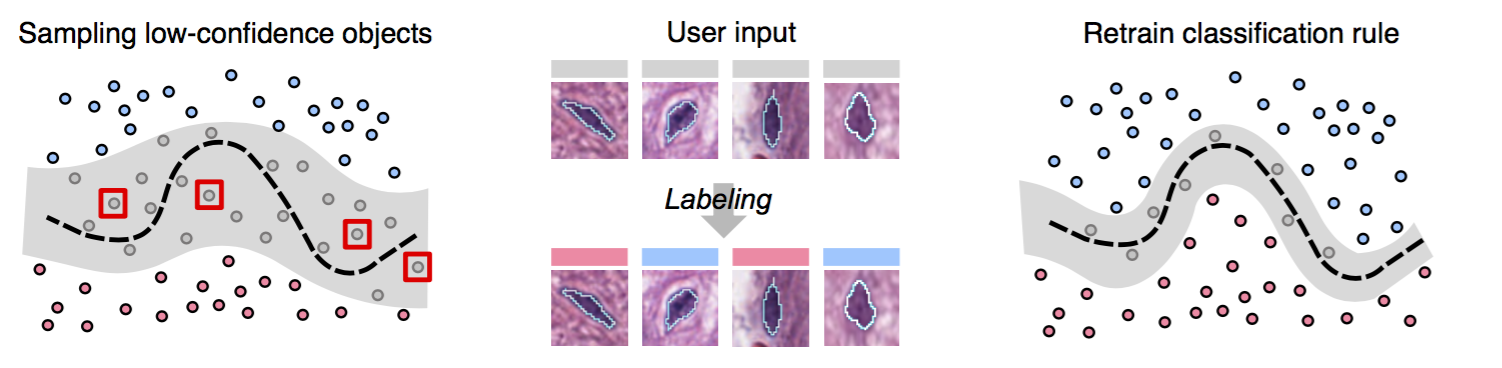 Sampling low-confidence objects
User input
Retrain classification rule
Labeling